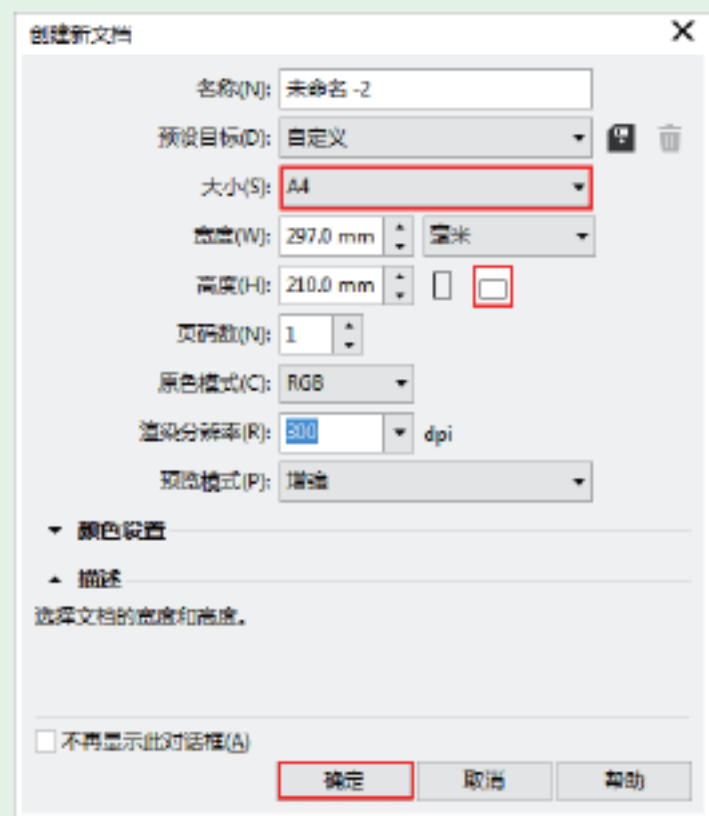 创建新文档
名称(N): 未命名 -2
预设目标(D): 自定义
大小(S): A4
宽度(W): 297.0 mm 毫米
高度(H): 210.0 mm
页码数(N): 1
原色模式(C): RGB
渲染分辨率(R): 300 dpi
预览模式(P): 增强
颜色设置
描述
选择文档的宽度和高度。
不再显示此对话框(A)
确定 取消 帮助